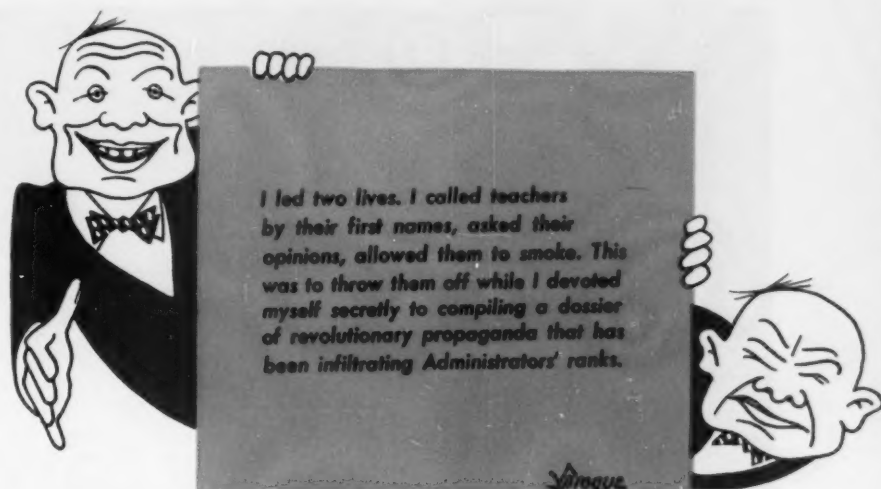 I led two lives. I called teachers
by their first names, asked their
opinions, allowed them to smoke. This
was to throw them off while I devoted
myself secretly to compiling a dossier
of revolutionary propaganda that has
been infiltrating Administrators' ranks.